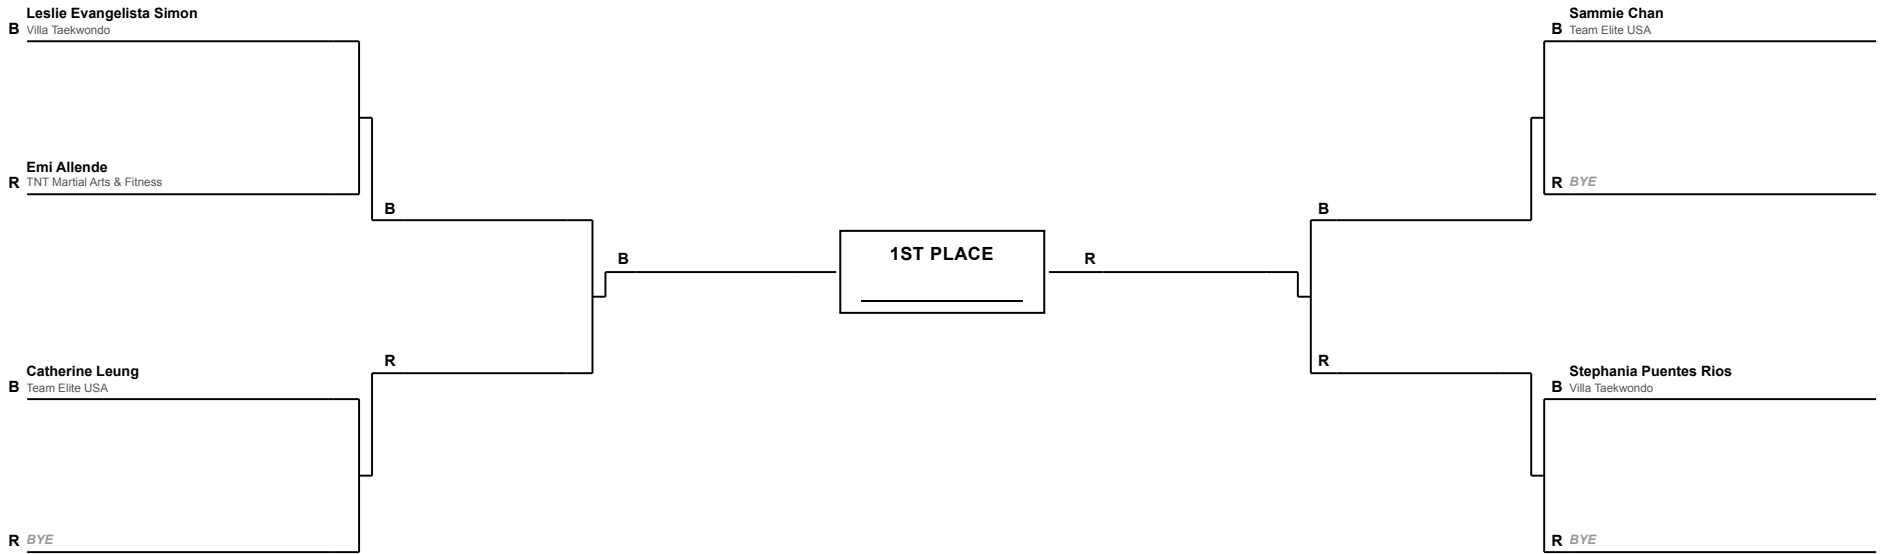 Leslie Evangelista Simon
B Villa Taekwondo
Emi Allende
R TNT Martial Arts & Fitness
B
B
R
Catherine Leung
B Team Elite USA
R BYE
1ST PLACE
R
Sammie Chan
B Team Elite USA
R BYE
B
R
Stephania Puentes Rios
B Villa Taekwondo
R BYE